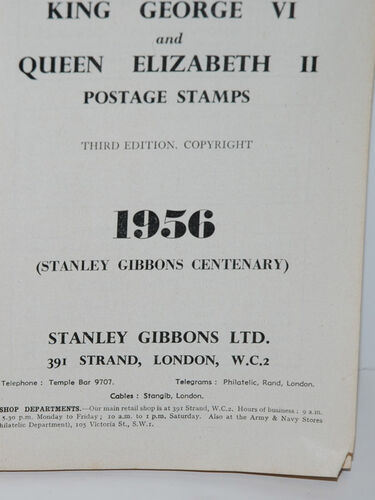 KING GEORGE VI
and
QUEEN ELIZABETH II
POSTAGE STAMPS
THIRD EDITION. COPYRIGHT
1956
(STANLEY GIBBONS CENTENARY)
STANLEY GIBBONS LTD.
391 STRAND, LONDON, W.C.2
Telephone : Temple Bar 9707. Telegrams : Philatelic, Rand, London.
Cables : Stangib, London.
SHOP DEPARTMENTS.—Our main retail shop is at 391 Strand, W.C.2. Hours of business ; 9 a.m.
5.30 p.m. Monday to Friday ; 10 a.m. to 1 p.m. Saturday. Also at the Army & Navy Stores
Philatelic Department), 105 Victoria St., S.W.1.